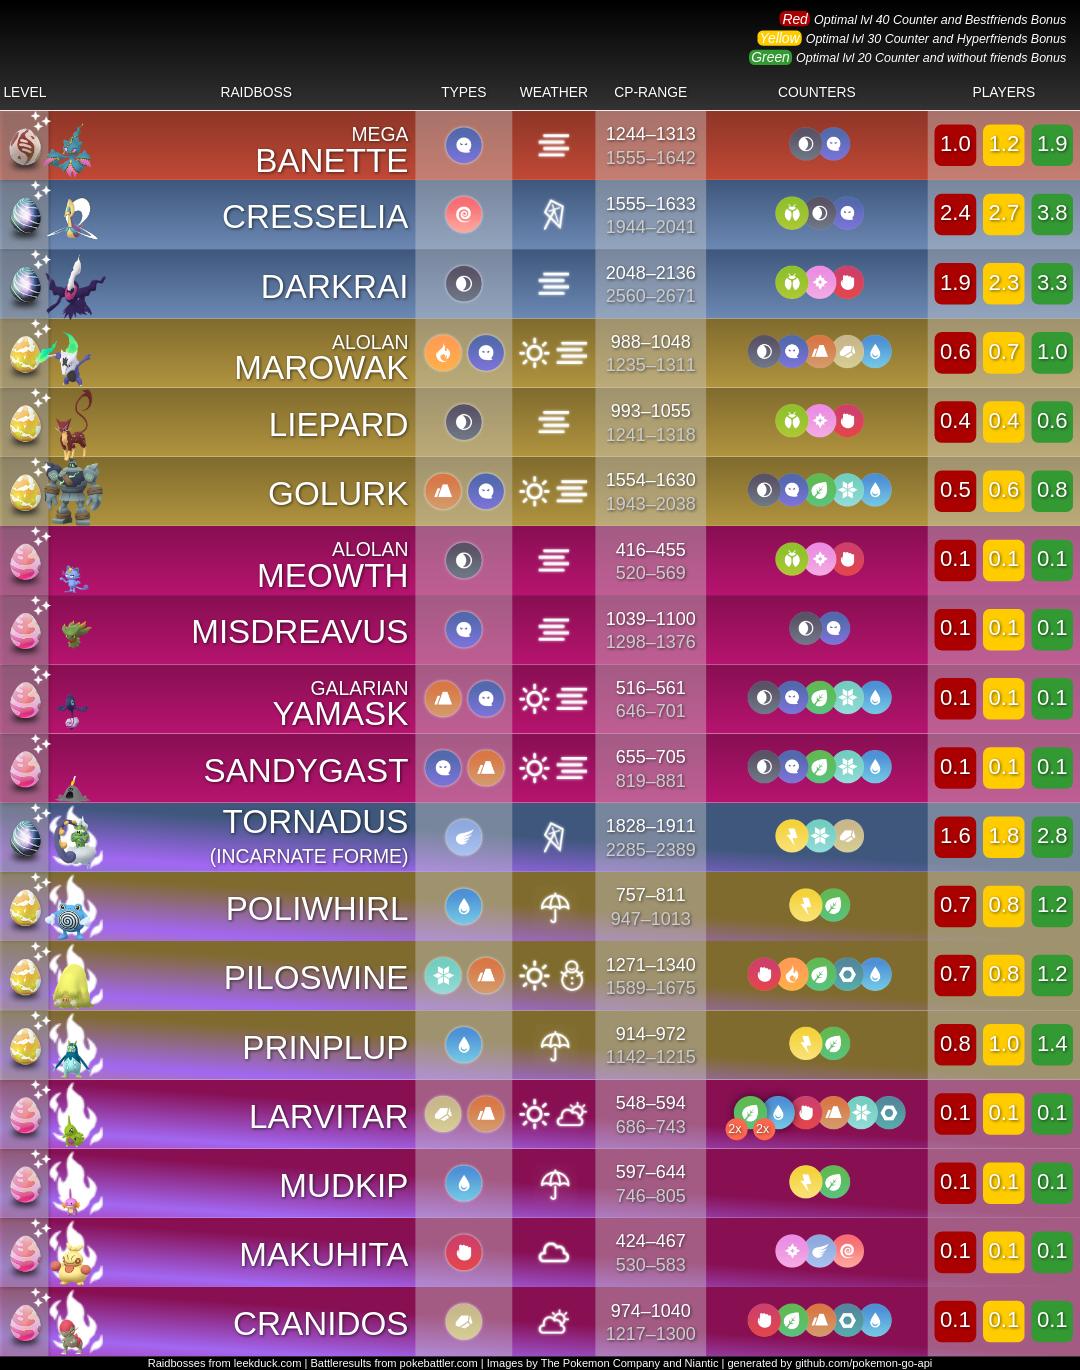 Red Optimal lvl 40 Counter and Bestfriends Bonus
Yellow Optimal lvl 30 Counter and Hyperfriends Bonus
Green Optimal lvl 20 Counter and without friends Bonus
LEVEL RAIDBOSS TYPES WEATHER CP-RANGE COUNTERS PLAYERS
MEGA
BANETTE
1244–1313
1555–1642
1.0 1.2 1.9
CRESSELIA
1555–1633
1944–2041
2.4 2.7 3.8
DARKRAI
2048–2136
2560–2671
1.9 2.3 3.3
ALOLAN
MAROWAK
988–1048
1235–1311
0.6 0.7 1.0
LIEPARD
993–1055
1241–1318
0.4 0.4 0.6
GOLURK
1554–1630
1943–2038
0.5 0.6 0.8
ALOLAN
MEOWTH
416–455
520–569
0.1 0.1 0.1
MISDREAVUS
1039–1100
1298–1376
0.1 0.1 0.1
GALARIAN
YAMASK
516–561
646–701
0.1 0.1 0.1
SANDYGAST
655–705
819–881
0.1 0.1 0.1
TORNADUS
(INCARNATE FORME)
1828–1911
2285–2389
1.6 1.8 2.8
POLIWHIRL
757–811
947–1013
0.7 0.8 1.2
PILOSWINE
1271–1340
1589–1675
0.7 0.8 1.2
PRINPLUP
914–972
1142–1215
0.8 1.0 1.4
LARVITAR
548–594
686–743
2x 2x
0.1 0.1 0.1
MUDKIP
597–644
746–805
0.1 0.1 0.1
MAKUHITA
424–467
530–583
0.1 0.1 0.1
CRANIDOS
974–1040
1217–1300
0.1 0.1 0.1
Raidbosses from leekduck.com | Battleresults from pokebattler.com | Images by The Pokemon Company and Niantic | generated by github.com/pokemon-go-api